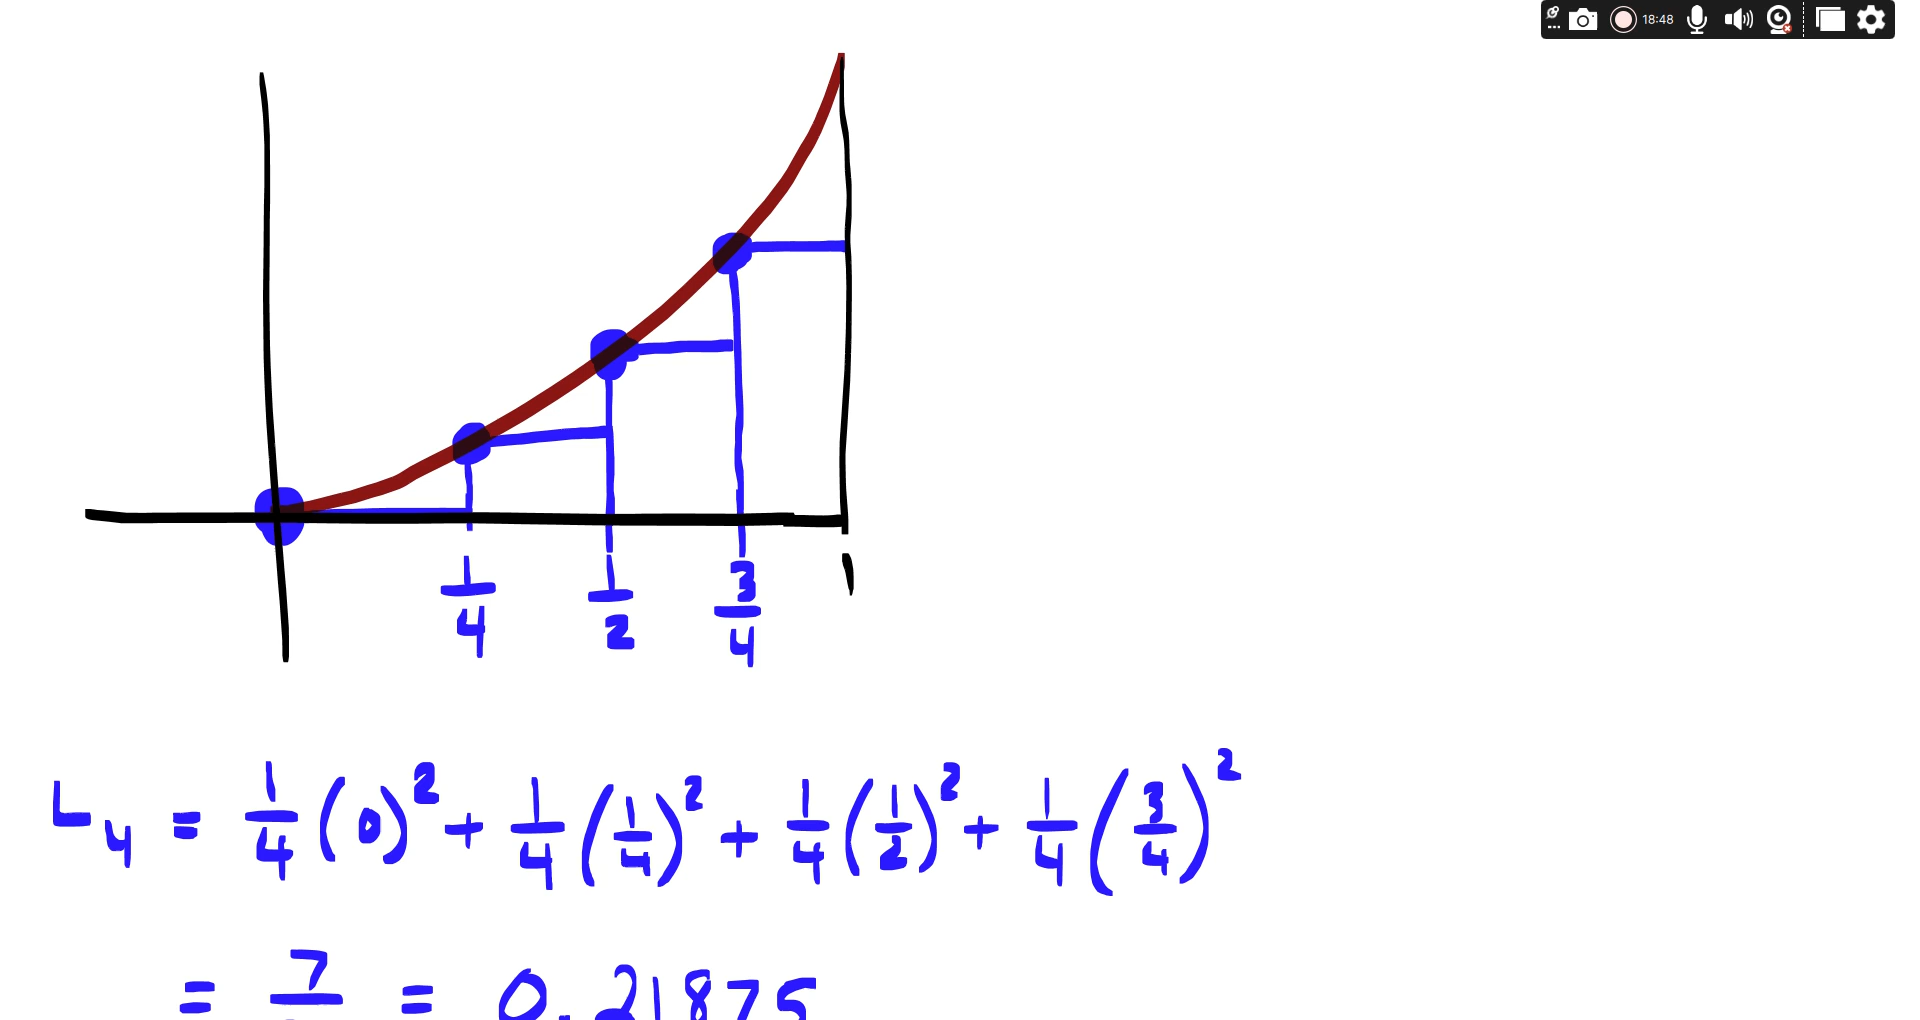 18:48
1/4 1/2 3/4 1
L₄ = 1/4 (0)² + 1/4 (1/4)² + 1/4 (1/2)² + 1/4 (3/4)²
= 7 = 0.21875